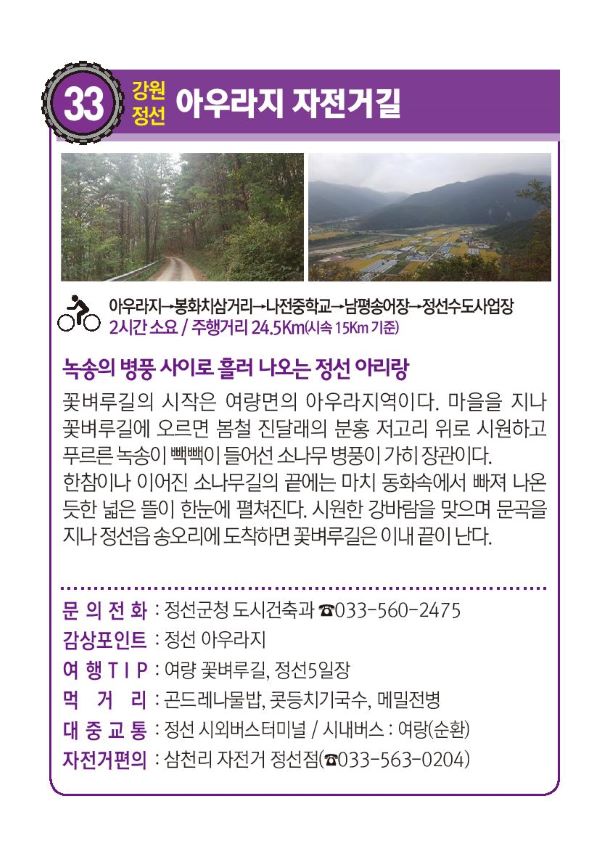 33
강원
정선
아우라지 자전거길
아우라지→봉화치삼거리→나전중학교→남평송어장→정선수도사업장
2시간 소요 / 주행거리 24.5Km(시속 15Km 기준)
녹송의 병풍 사이로 흘러 나오는 정선 아리랑
꽃벼루길의 시작은 여량면의 아우라지역이다. 마을을 지나
꽃벼루길에 오르면 봄철 진달래의 분홍 저고리 위로 시원하고
푸르른 녹송이 빽빽이 들어선 소나무 병풍이 가히 장관이다.
한참이나 이어진 소나무길의 끝에는 마치 동화속에서 빠져 나온
듯한 넓은 뜰이 한눈에 펼쳐진다. 시원한 강바람을 맞으며 문곡을
지나 정선읍 송오리에 도착하면 꽃벼루길은 이내 끝이 난다.
문의전화 : 정선군청 도시건축과 ☎033-560-2475
감상포인트 : 정선 아우라지
여행TIP : 여량 꽃벼루길, 정선5일장
먹거리 : 곤드레나물밥, 콧등치기국수, 메밀전병
대중교통 : 정선 시외버스터미널 / 시내버스 : 여랑(순환)
자전거편의 : 삼천리 자전거 정선점(☎033-563-0204)